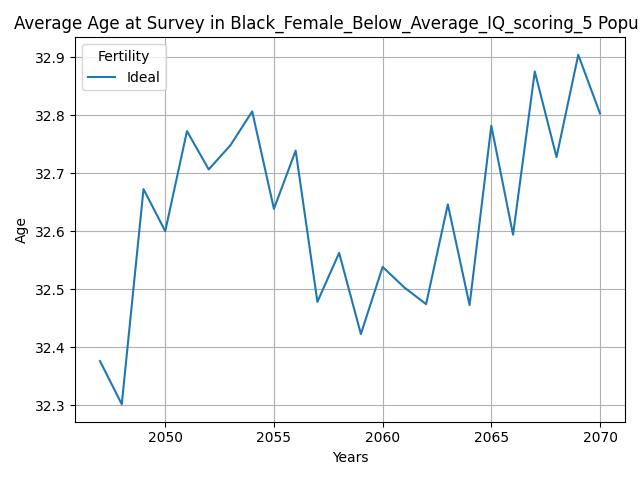 Average Age at Survey in Black_Female_Below_Average_IQ_scoring_5 Popu
Fertility
Ideal
32.9
32.8
32.7
32.6
32.5
32.4
32.3
Age
2050 2055 2060 2065 2070
Years